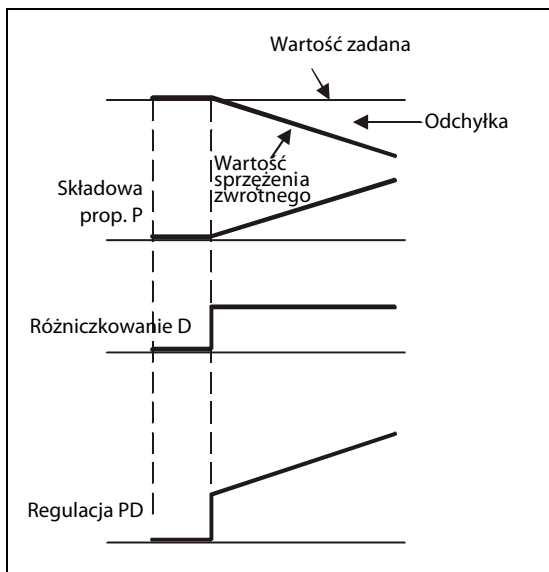 Wartość zadana
Odchyłka
Wartość
sprzężenia
zwrotnego
Składowa
prop. P
Różniczkowanie D
Regulacja PD